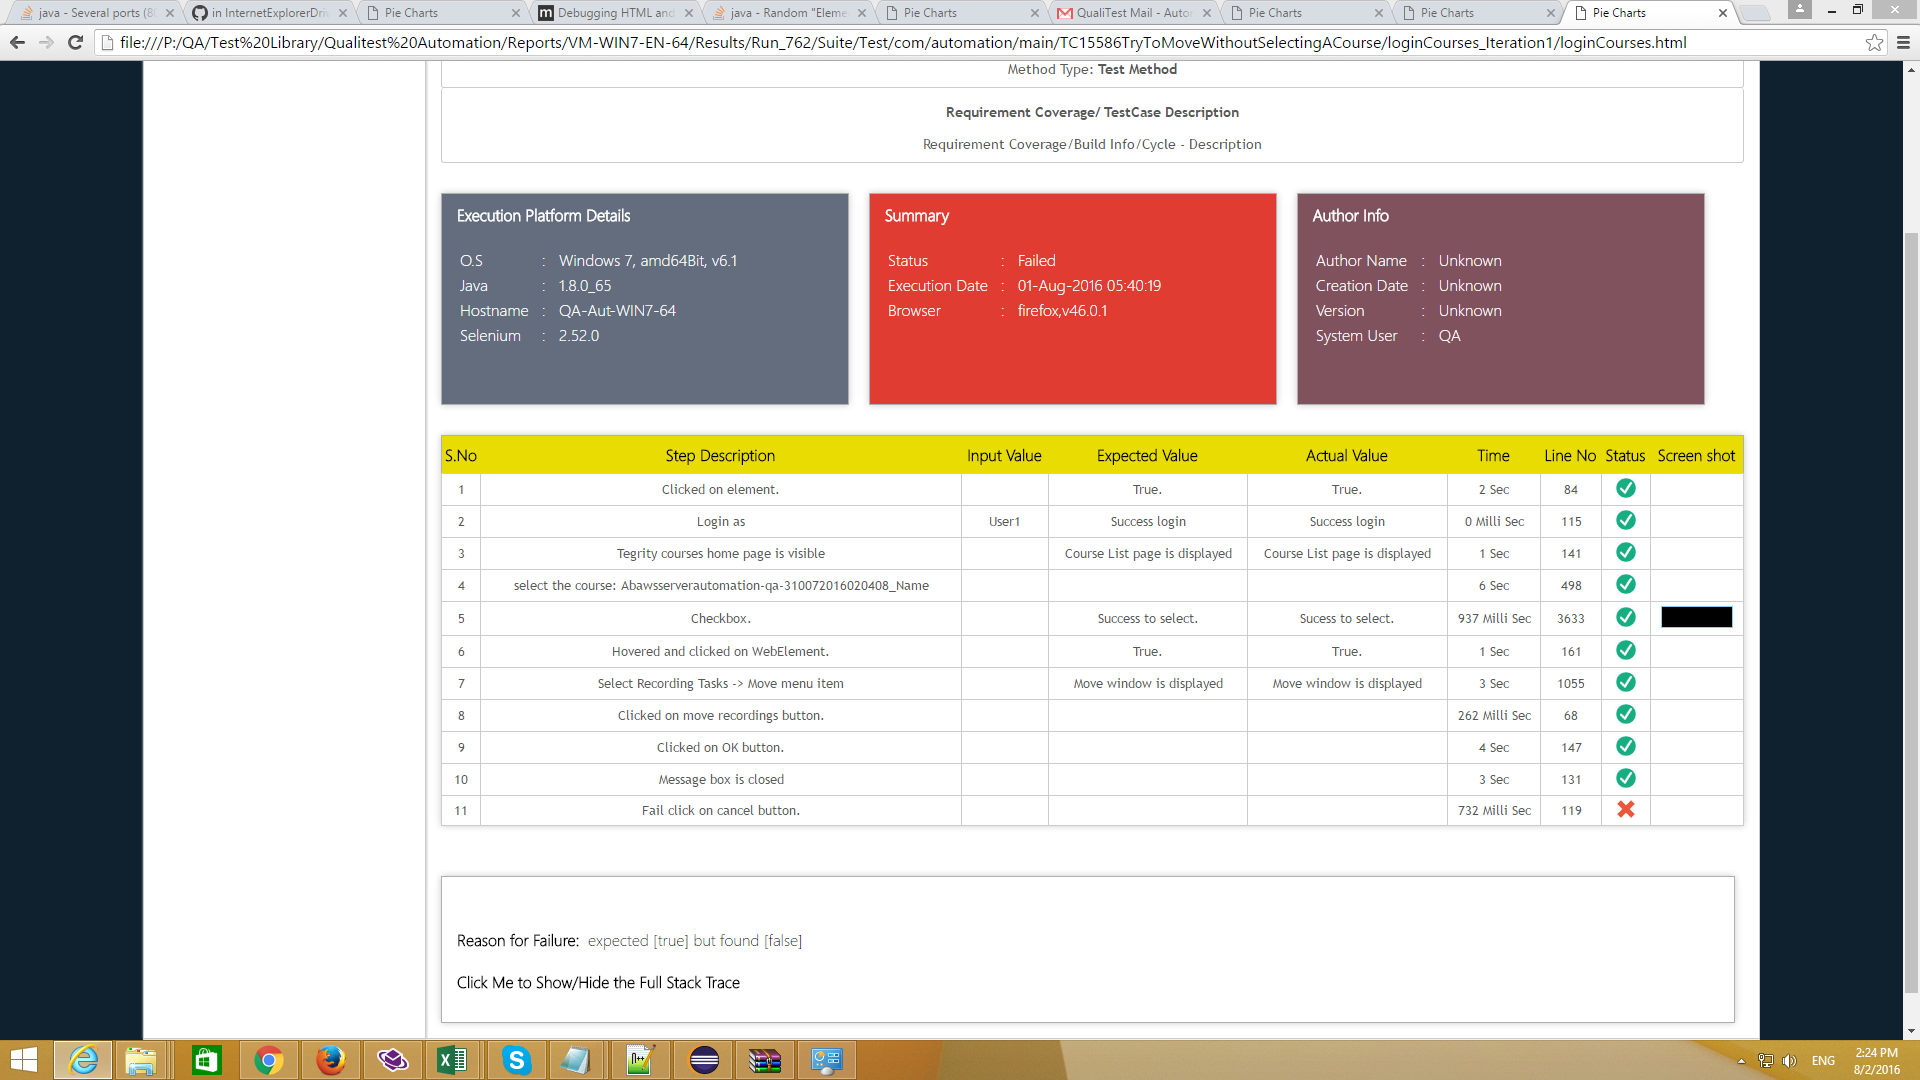 java - Several ports (80
in InternetExplorerDri
Pie Charts
Debugging HTML and
java - Random "Eleme
Pie Charts
QualiTest Mail - Auto
Pie Charts
Pie Charts
Pie Charts
file:///P:/QA/Test%20Library/Qualitest%20Automation/Reports/VM-WIN7-EN-64/Results/Run_762/Suite/Test/com/automation/main/TC15586TryToMoveWithoutSelectingACourse/loginCourses_Iteration1/loginCourses.html
Method Type: Test Method
Requirement Coverage/ TestCase Description
Requirement Coverage/Build Info/Cycle - Description
Execution Platform Details
O.S : Windows 7, amd64Bit, v6.1
Java : 1.8.0_65
Hostname : QA-Aut-WIN7-64
Selenium : 2.52.0
Summary
Status : Failed
Execution Date : 01-Aug-2016 05:40:19
Browser : firefox,v46.0.1
Author Info
Author Name : Unknown
Creation Date : Unknown
Version : Unknown
System User : QA
S.No Step Description Input Value Expected Value Actual Value Time Line No Status Screen shot
1 Clicked on element. True. True. 2 Sec 84
2 Login as User1 Success login Success login 0 Milli Sec 115
3 Tegrity courses home page is visible Course List page is displayed Course List page is displayed 1 Sec 141
4 select the course: Abawsserverautomation-qa-310072016020408_Name 6 Sec 498
5 Checkbox. Success to select. Sucess to select. 937 Milli Sec 3633
6 Hovered and clicked on WebElement. True. True. 1 Sec 161
7 Select Recording Tasks -> Move menu item Move window is displayed Move window is displayed 3 Sec 1055
8 Clicked on move recordings button. 262 Milli Sec 68
9 Clicked on OK button. 4 Sec 147
10 Message box is closed 3 Sec 131
11 Fail click on cancel button. 732 Milli Sec 119
Reason for Failure: expected [true] but found [false]
Click Me to Show/Hide the Full Stack Trace
ENG
2:24 PM
8/2/2016